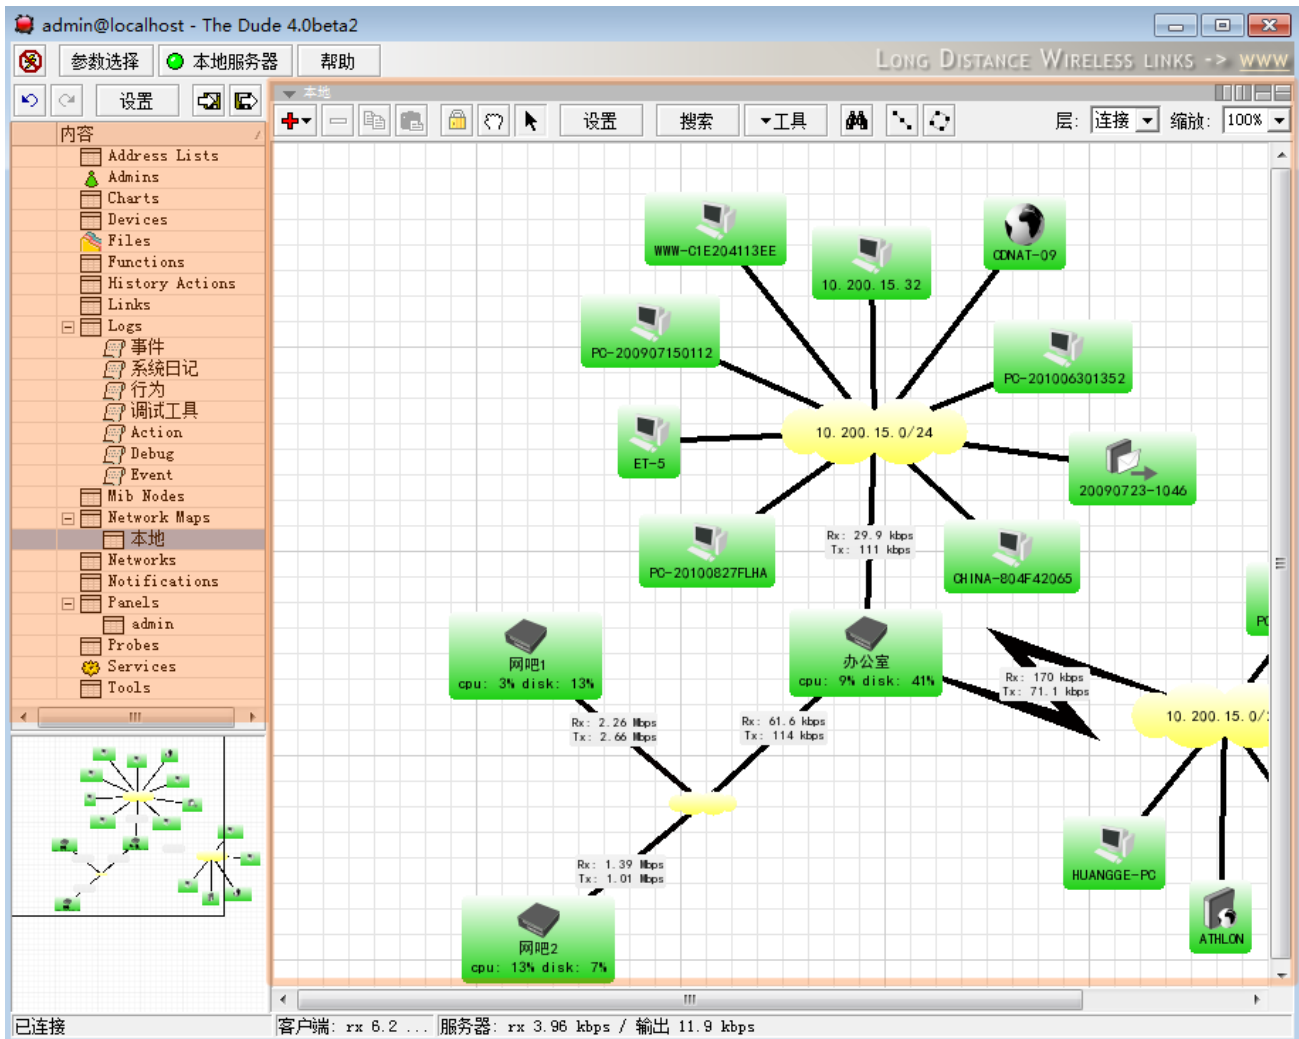 admin@localhost - The Dude 4.0beta2
参数选择 本地服务器 帮助
LONG DISTANCE WIRELESS LINKS -> WWW
设置
本地
设置 搜索 工具 层: 连接 缩放: 100%
内容
Address Lists
Admins
Charts
Devices
Files
Functions
History Actions
Links
Logs
事件
系统日记
行为
调试工具
Action
Debug
Event
Mib Nodes
Network Maps
本地
Networks
Notifications
Panels
admin
Probes
Services
Tools
WWW-C1E204113EE
10.200.15.32
CDNAT-09
PC-200907150112
PC-201006301352
10.200.15.0/24
ET-5
20090723-1046
PC-20100827FLHA
Rx: 29.9 kbps
Tx: 111 kbps
CHINA-804F42065
网吧1
cpu: 3% disk: 13%
办公室
cpu: 9% disk: 41%
Rx: 170 kbps
Tx: 71.1 kbps
10.200.15.0/
Rx: 2.26 Mbps
Tx: 2.66 Mbps
Rx: 61.6 kbps
Tx: 114 kbps
Rx: 1.39 Mbps
Tx: 1.01 Mbps
HUANGGE-PC
ATHLON
网吧2
cpu: 13% disk: 7%
已连接
客户端: rx 6.2 ... 服务器: rx 3.96 kbps / 输出 11.9 kbps